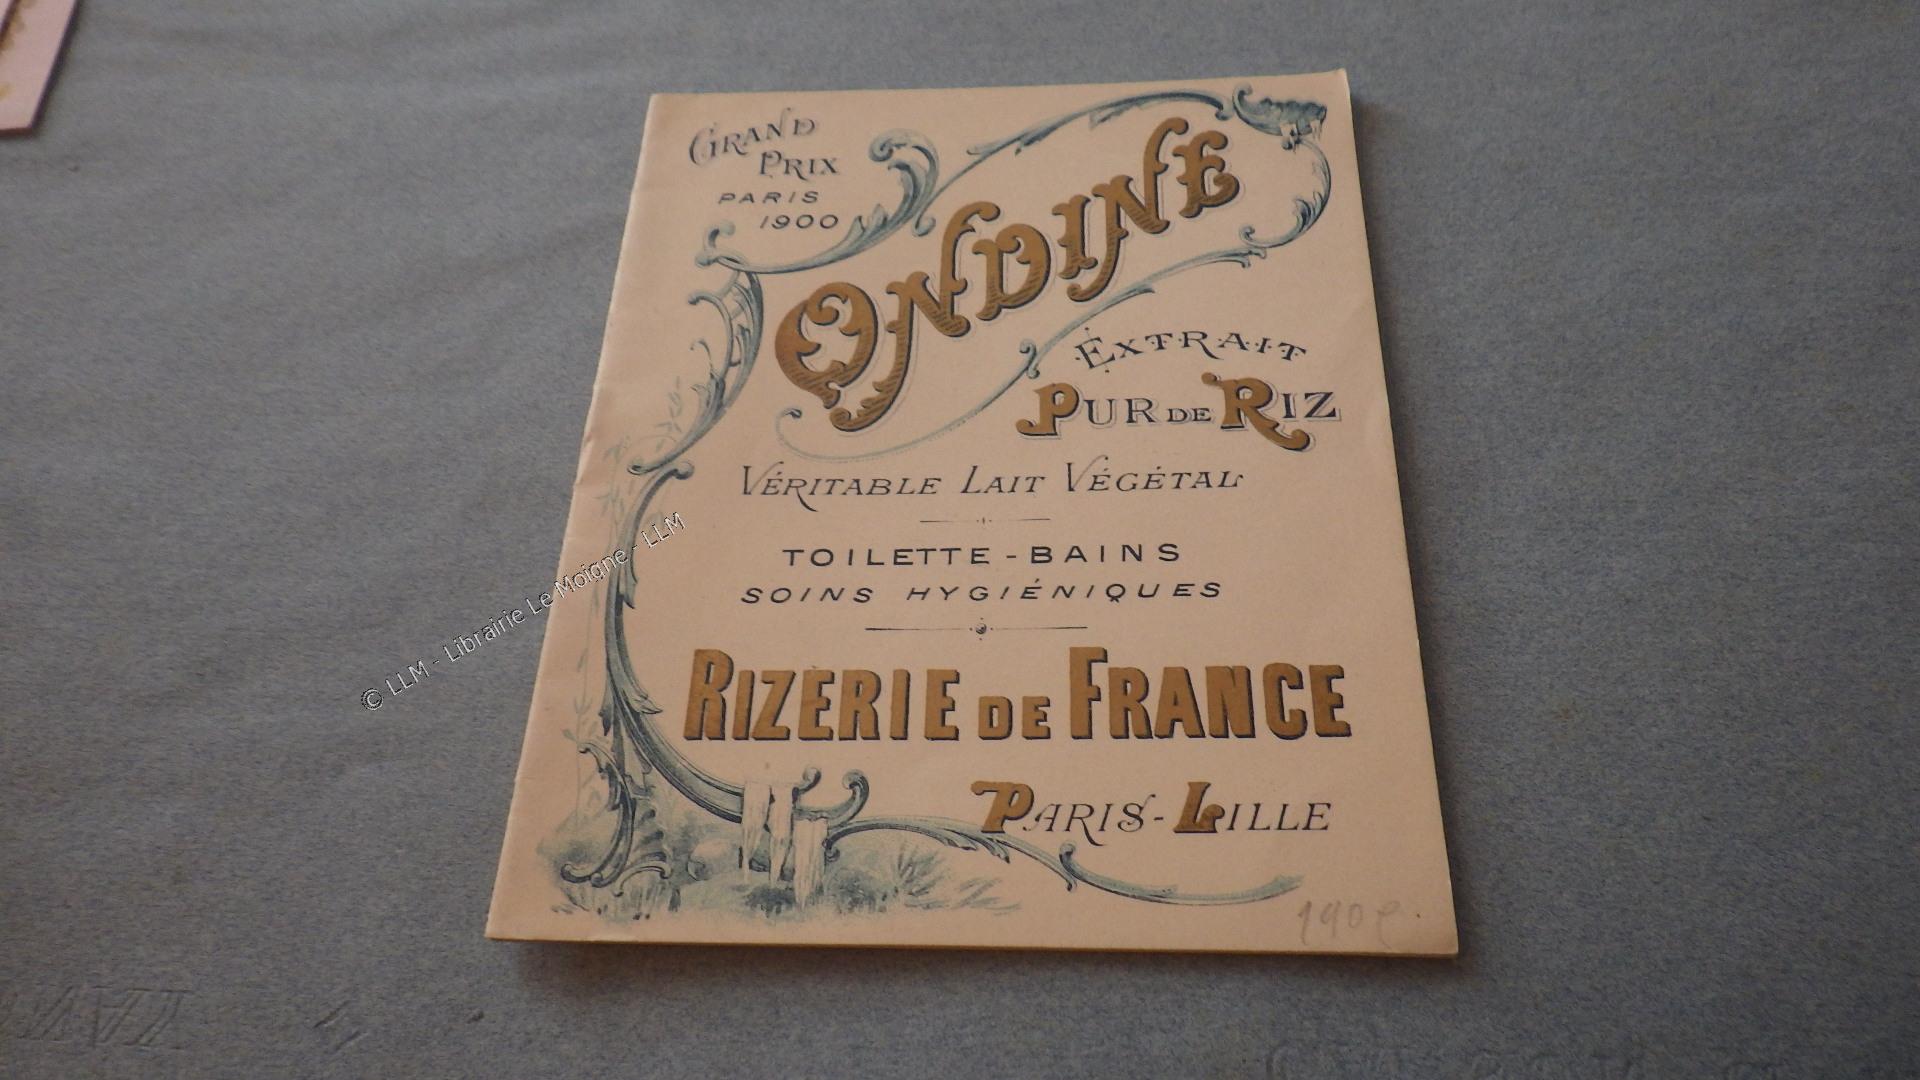 GRAND
PRIX
PARIS
1900
ONDINE
EXTRAIT
PUR DE RIZ
VÉRITABLE LAIT VÉGÉTAL
TOILETTE - BAINS
SOINS HYGIÉNIQUES
RIZERIE DE FRANCE
PARIS - LILLE
© LLM - Librairie Le Moigne - LLM